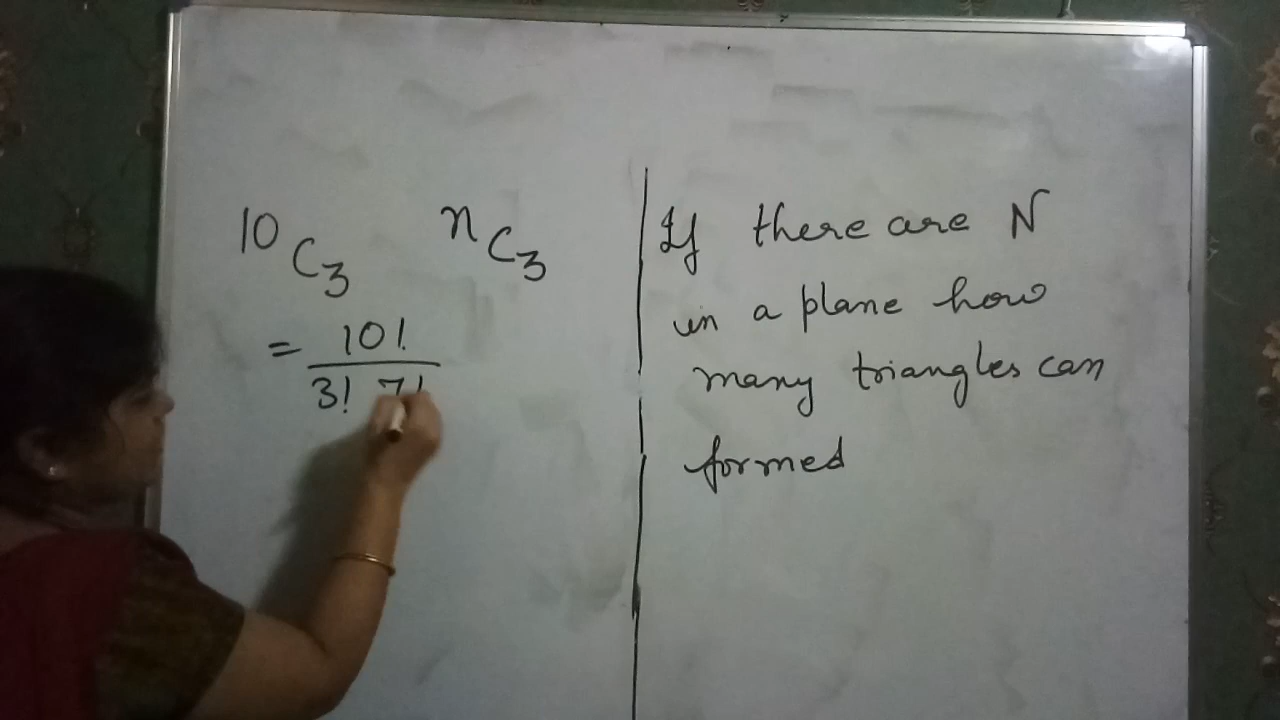 10C3 nC3
= 10!
3! 7!
If there are N
in a plane how
many triangles can
formed